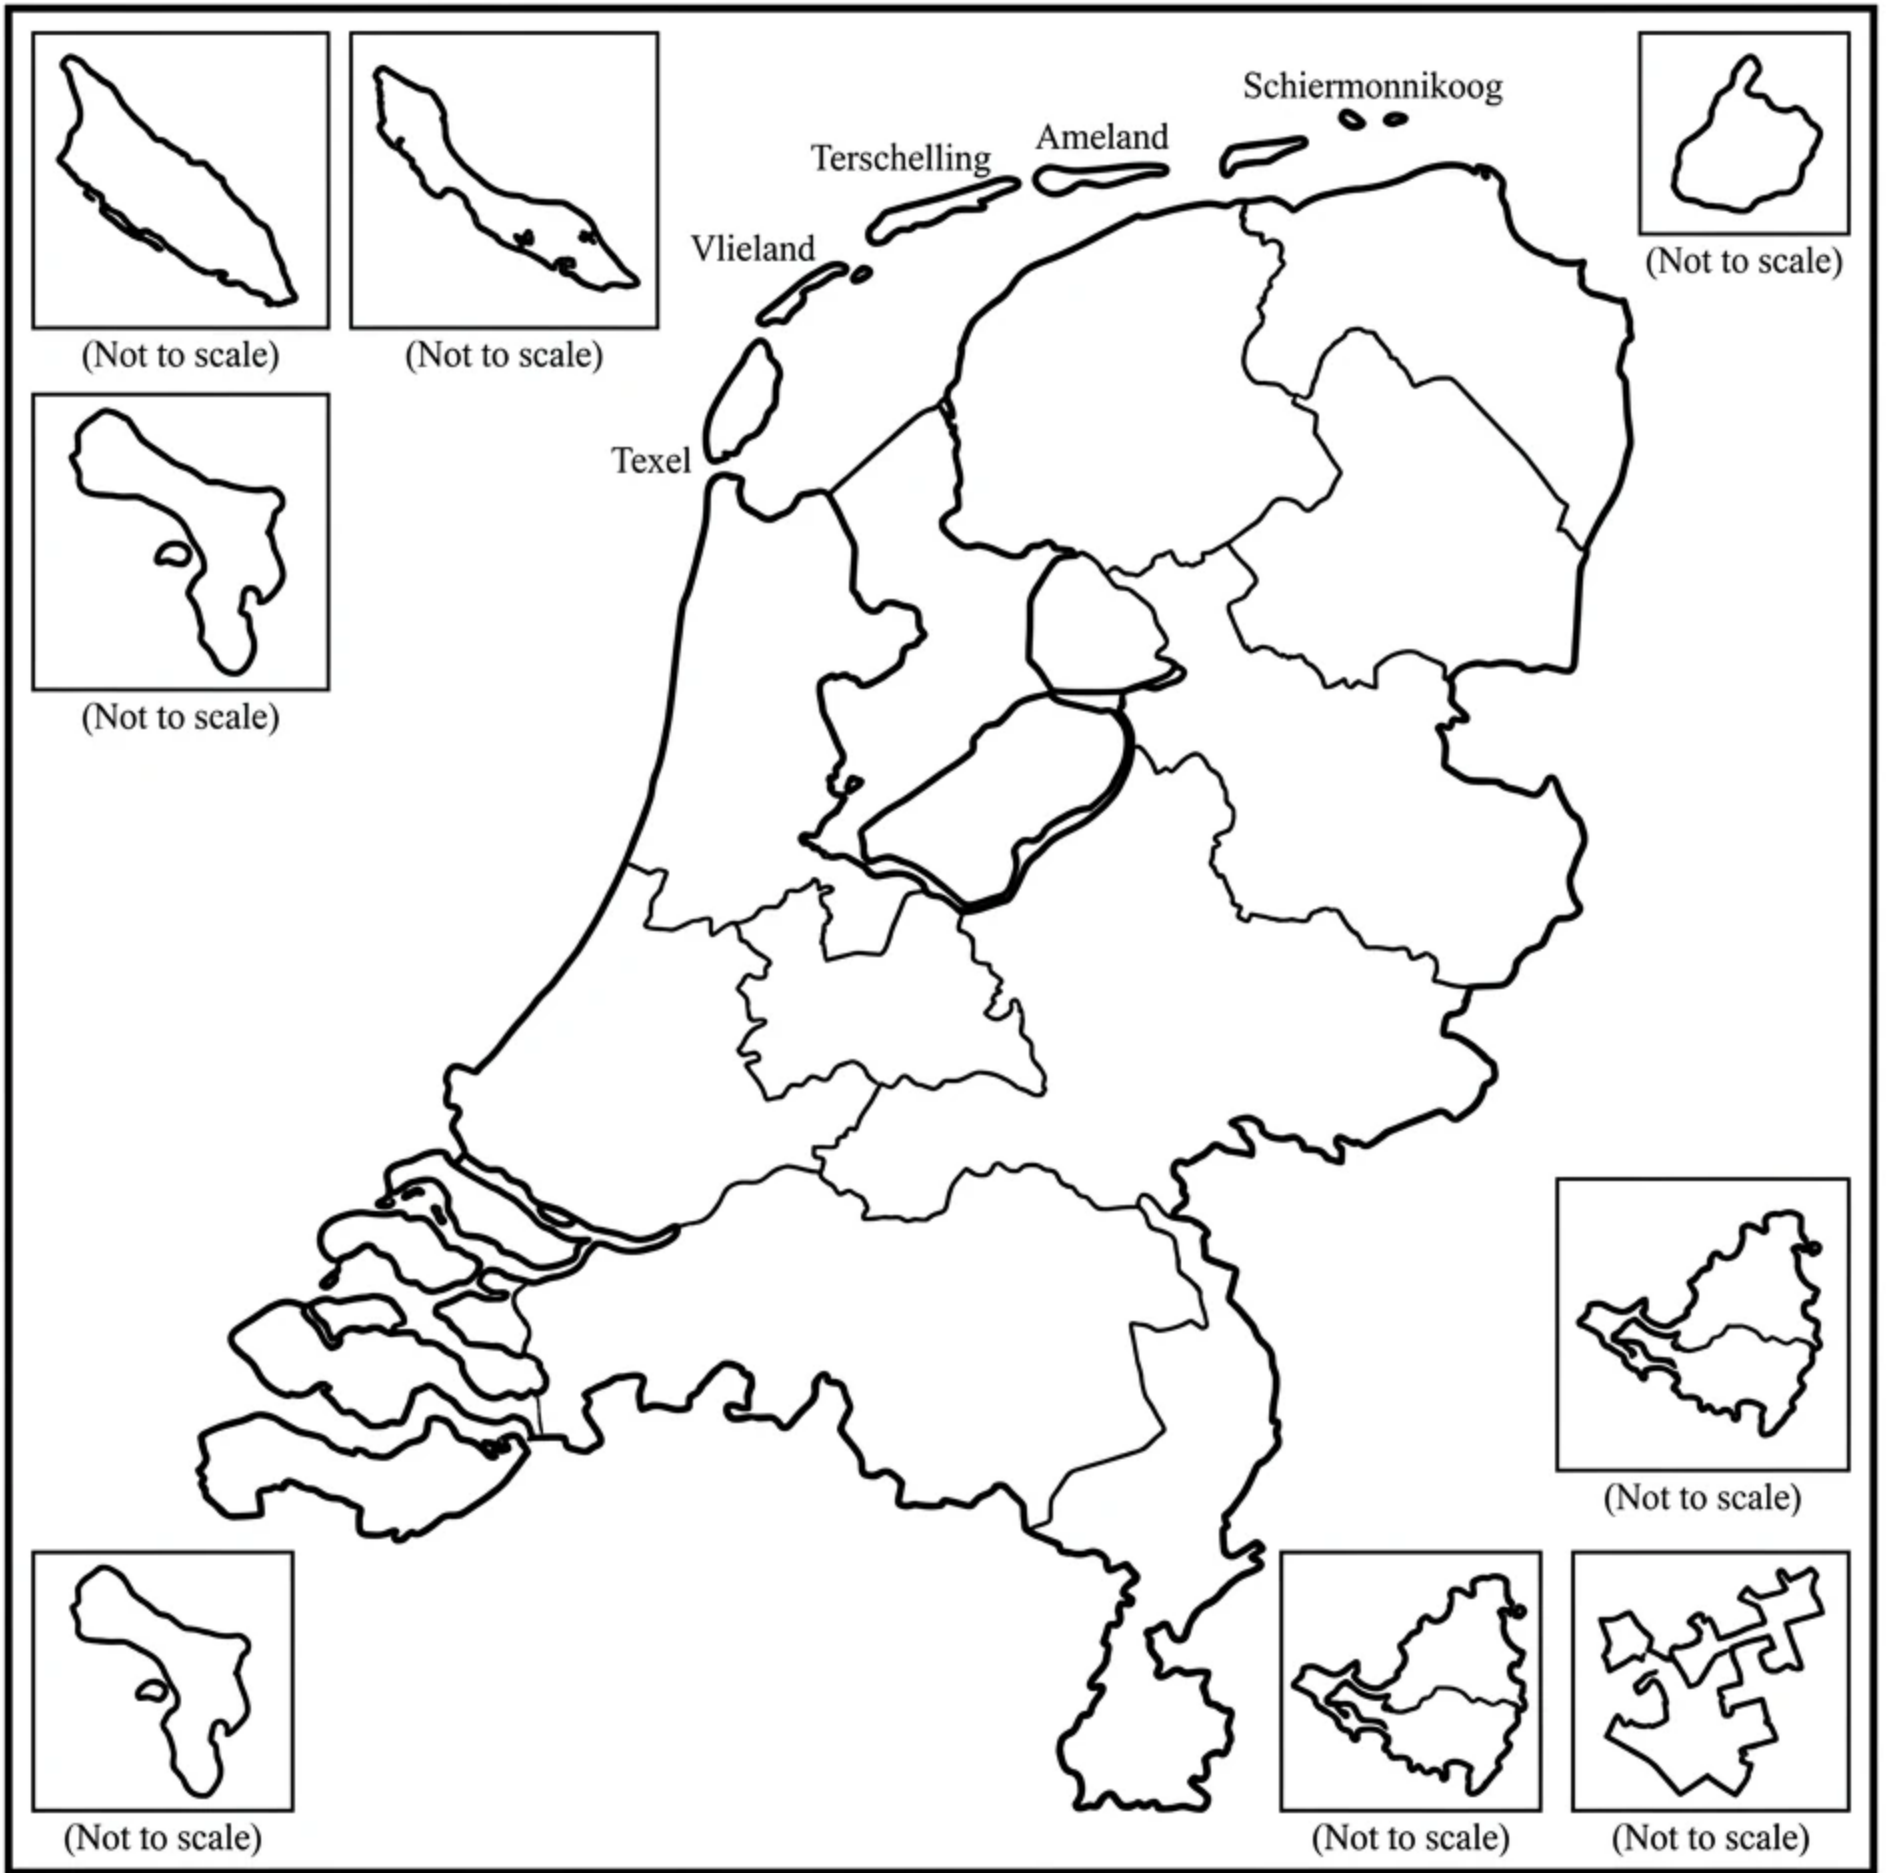 Schiermonnikoog
Ameland
Terschelling
(Not to scale)
Vlieland
(Not to scale)
(Not to scale)
Texel
(Not to scale)
(Not to scale)
(Not to scale)
(Not to scale)
(Not to scale)